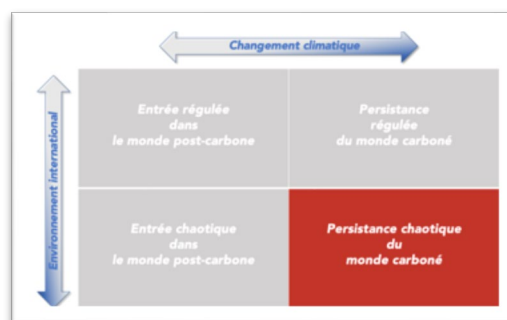 Changement climatique
Environnement international
Entrée régulée
dans
le monde post-carbone
Persistance
régulée
du monde carboné
Entrée chaotique
dans
le monde post-carbone
Persistance chaotique
du
monde carboné